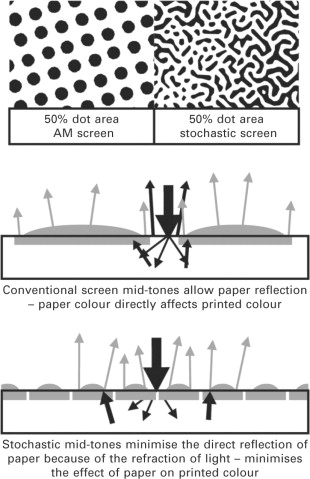 50% dot area
AM screen
50% dot area
stochastic screen
Conventional screen mid-tones allow paper reflection
– paper colour directly affects printed colour
Stochastic mid-tones minimise the direct reflection of
paper because of the refraction of light – minimises
the effect of paper on printed colour